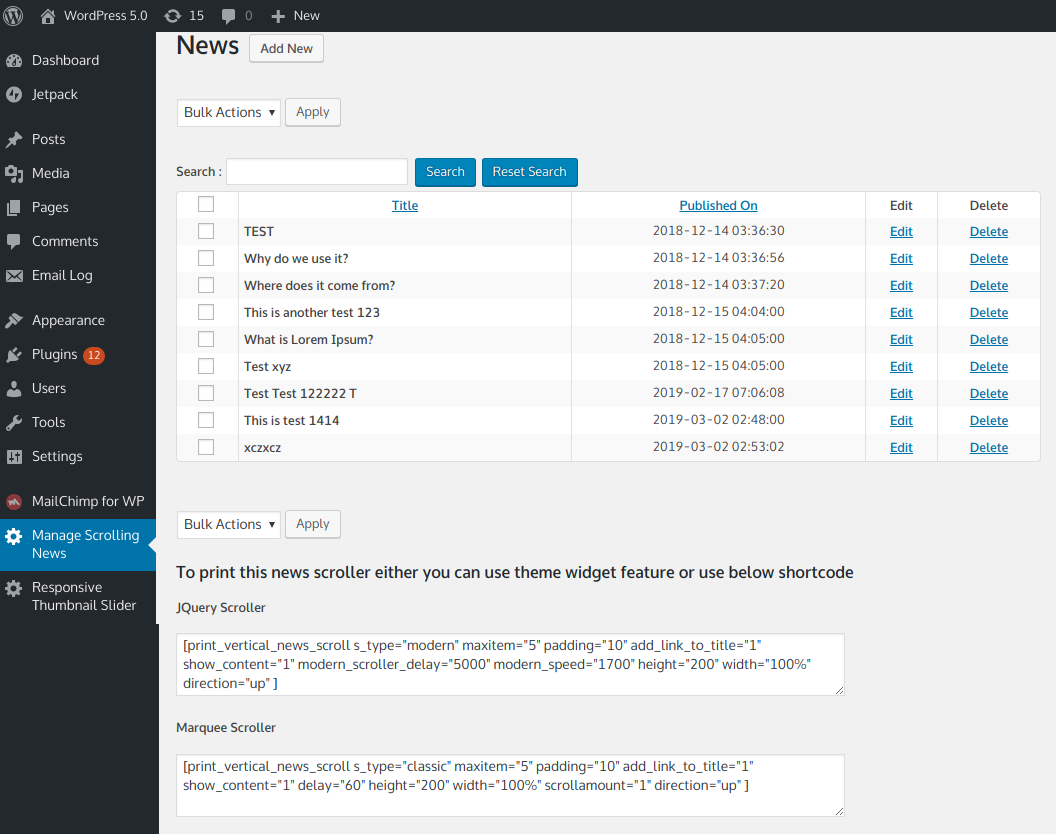 WordPress 5.0 15 0 New
Dashboard
Jetpack
Posts
Media
Pages
Comments
Email Log
Appearance
Plugins 12
Users
Tools
Settings
MailChimp for WP
Manage Scrolling
News
Responsive
Thumbnail Slider
News Add New
Bulk Actions Apply
Search : Search Reset Search
Title Published On Edit Delete
TEST 2018-12-14 03:36:30 Edit Delete
Why do we use it? 2018-12-14 03:36:56 Edit Delete
Where does it come from? 2018-12-14 03:37:20 Edit Delete
This is another test 123 2018-12-15 04:04:00 Edit Delete
What is Lorem Ipsum? 2018-12-15 04:05:00 Edit Delete
Test xyz 2018-12-15 04:05:00 Edit Delete
Test Test 122222 T 2019-02-17 07:06:08 Edit Delete
This is test 1414 2019-03-02 02:48:00 Edit Delete
xczxcz 2019-03-02 02:53:02 Edit Delete
Bulk Actions Apply
To print this news scroller either you can use theme widget feature or use below shortcode
JQuery Scroller
[print_vertical_news_scroll s_type="modern" maxitem="5" padding="10" add_link_to_title="1"
show_content="1" modern_scroller_delay="5000" modern_speed="1700" height="200" width="100%"
direction="up" ]
Marquee Scroller
[print_vertical_news_scroll s_type="classic" maxitem="5" padding="10" add_link_to_title="1"
show_content="1" delay="60" height="200" width="100%" scrollamount="1" direction="up" ]